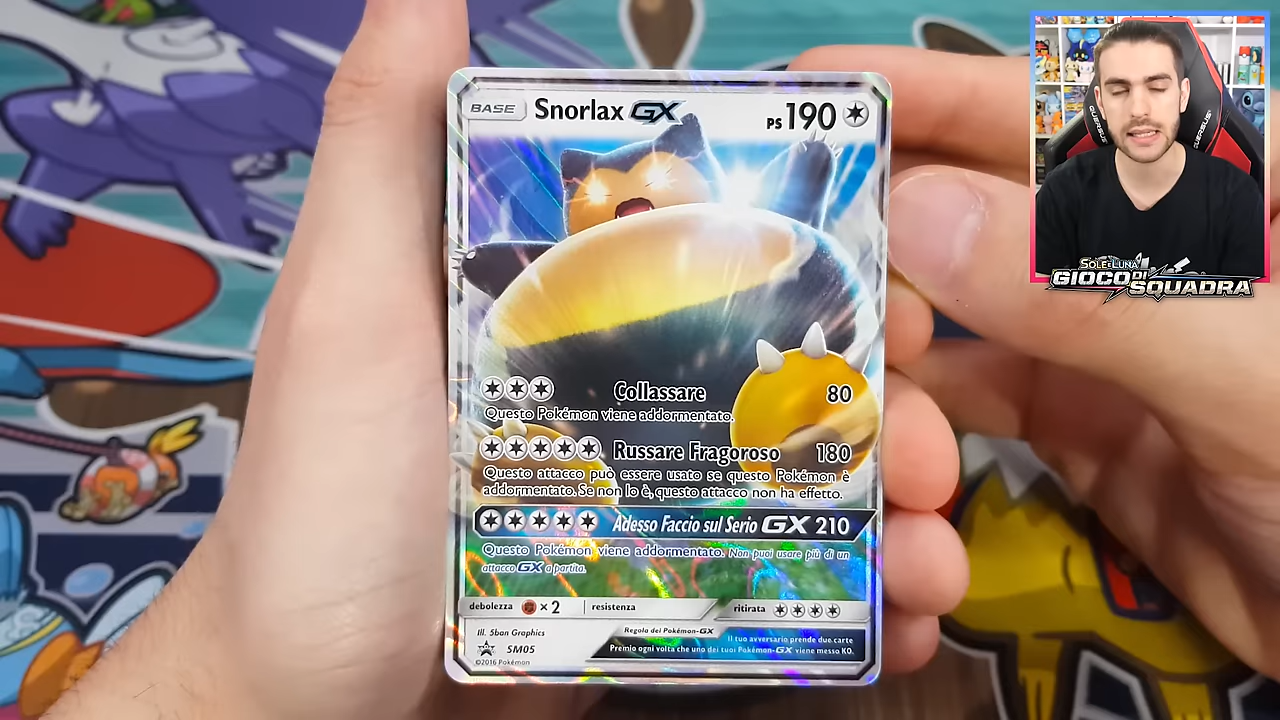 BASE Snorlax GX PS 190
Collassare 80
Questo Pokémon viene addormentato.
Russare Fragoroso 180
Questo attacco può essere usato se questo Pokémon è
addormentato. Se non lo è, questo attacco non ha effetto.
Adesso Faccio sul Serio GX 210
Questo Pokémon viene addormentato. Non puoi usare più di un
attacco GX a partita.
debolezza ×2 resistenza ritirata
Ill. 5ban Graphics
SM05
©2016 Pokémon
Regola dei Pokémon-GX
Il tuo avversario prende due carte
Premio ogni volta che uno dei tuoi Pokémon-GX viene messo KO.
QUERSUS
QUERSUS
SOLE E LUNA
GIOCO DI SQUADRA